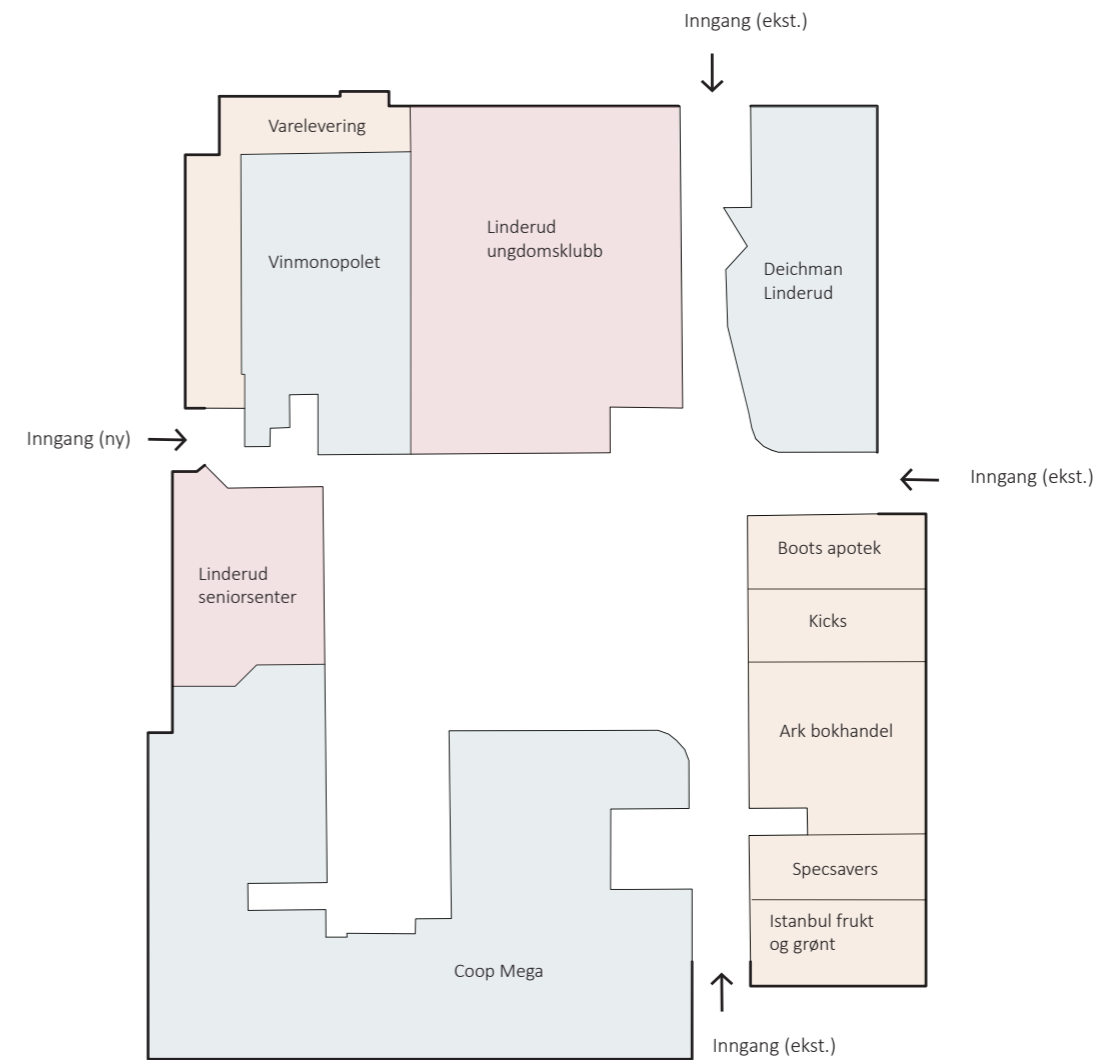 Inngang (ekst.)
Varelevering
Linderud
ungdomsklubb
Vinmonopolet
Deichman
Linderud
Inngang (ny)
Inngang (ekst.)
Boots apotek
Linderud
seniorsenter
Kicks
Ark bokhandel
Specsavers
Istanbul frukt
og grønt
Coop Mega
Inngang (ekst.)